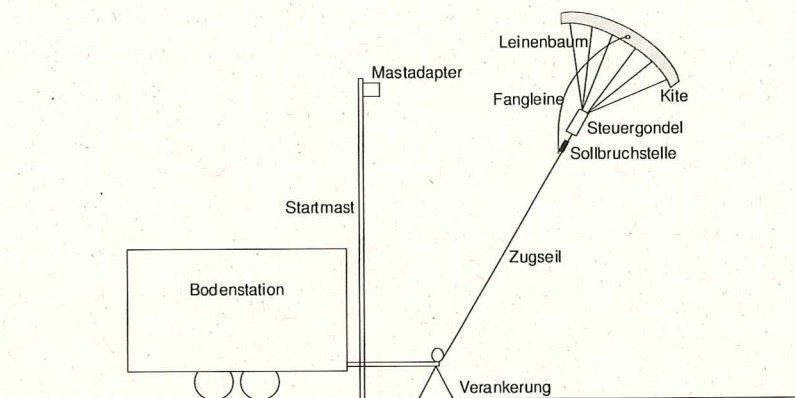 Leinenbaum
Mastadapter
Fangleine
Kite
Steuergondel
Sollbruchstelle
Startmast
Zugseil
Bodenstation
Verankerung